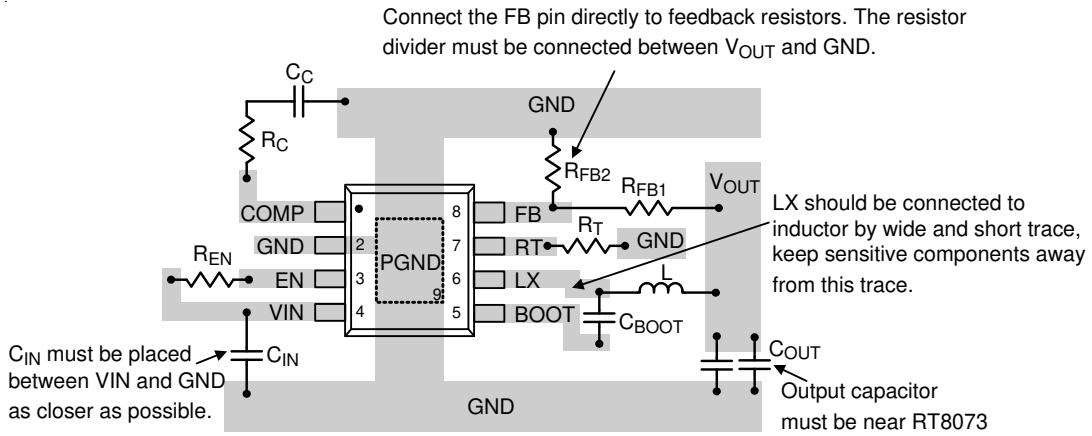 Connect the FB pin directly to feedback resistors. The resistor
divider must be connected between VOUT and GND.
CC
GND
RC
RFB2
RFB1
VOUT
COMP
8
FB
LX should be connected to
inductor by wide and short trace,
keep sensitive components away
from this trace.
GND
2
7
RT
RT
GND
REN
PGND
EN
3
6
LX
L
9
VIN
4
5
BOOT
CBOOT
CIN must be placed
between VIN and GND
as closer as possible.
CIN
COUT
Output capacitor
must be near RT8073
GND